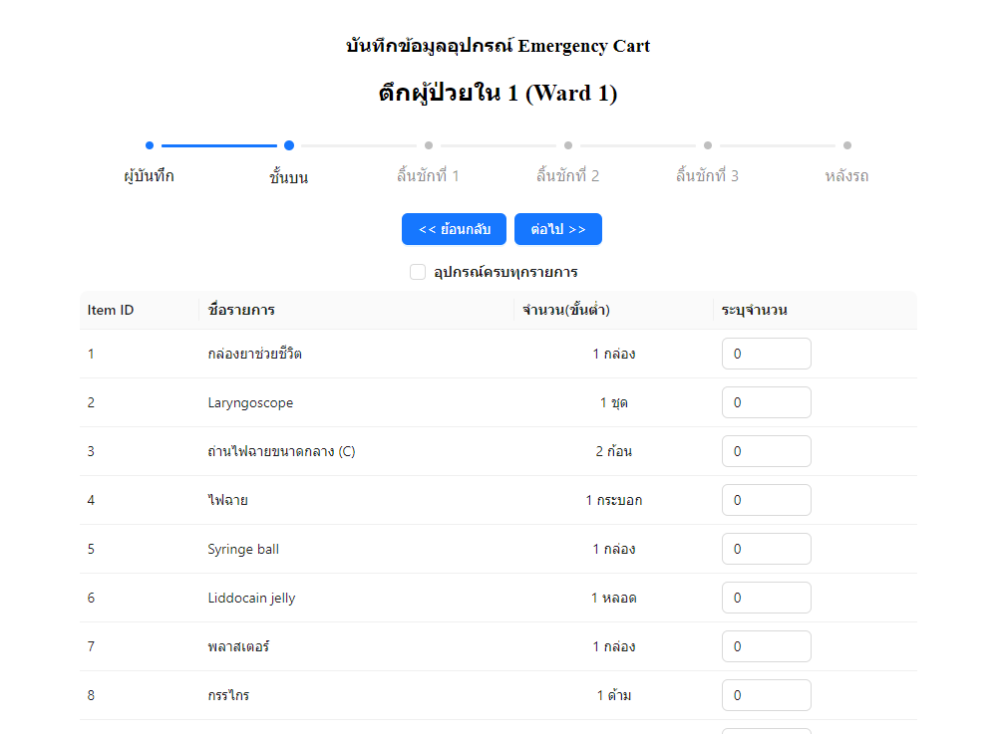 บันทึกข้อมูลอุปกรณ์ Emergency Cart
ตึกผู้ป่วยใน 1 (Ward 1)
ผู้บันทึก ชั้นบน ลิ้นชักที่ 1 ลิ้นชักที่ 2 ลิ้นชักที่ 3 หลังรถ
<< ย้อนกลับ ต่อไป >>
อุปกรณ์ครบทุกรายการ
Item ID ชื่อรายการ จำนวน(ขั้นต่ำ) ระบุจำนวน
1 กล่องยาช่วยชีวิต 1 กล่อง 0
2 Laryngoscope 1 ชุด 0
3 ถ่านไฟฉายขนาดกลาง (C) 2 ก้อน 0
4 ไฟฉาย 1 กระบอก 0
5 Syringe ball 1 กล่อง 0
6 Liddocain jelly 1 หลอด 0
7 พลาสเตอร์ 1 กล่อง 0
8 กรรไกร 1 ด้าม 0